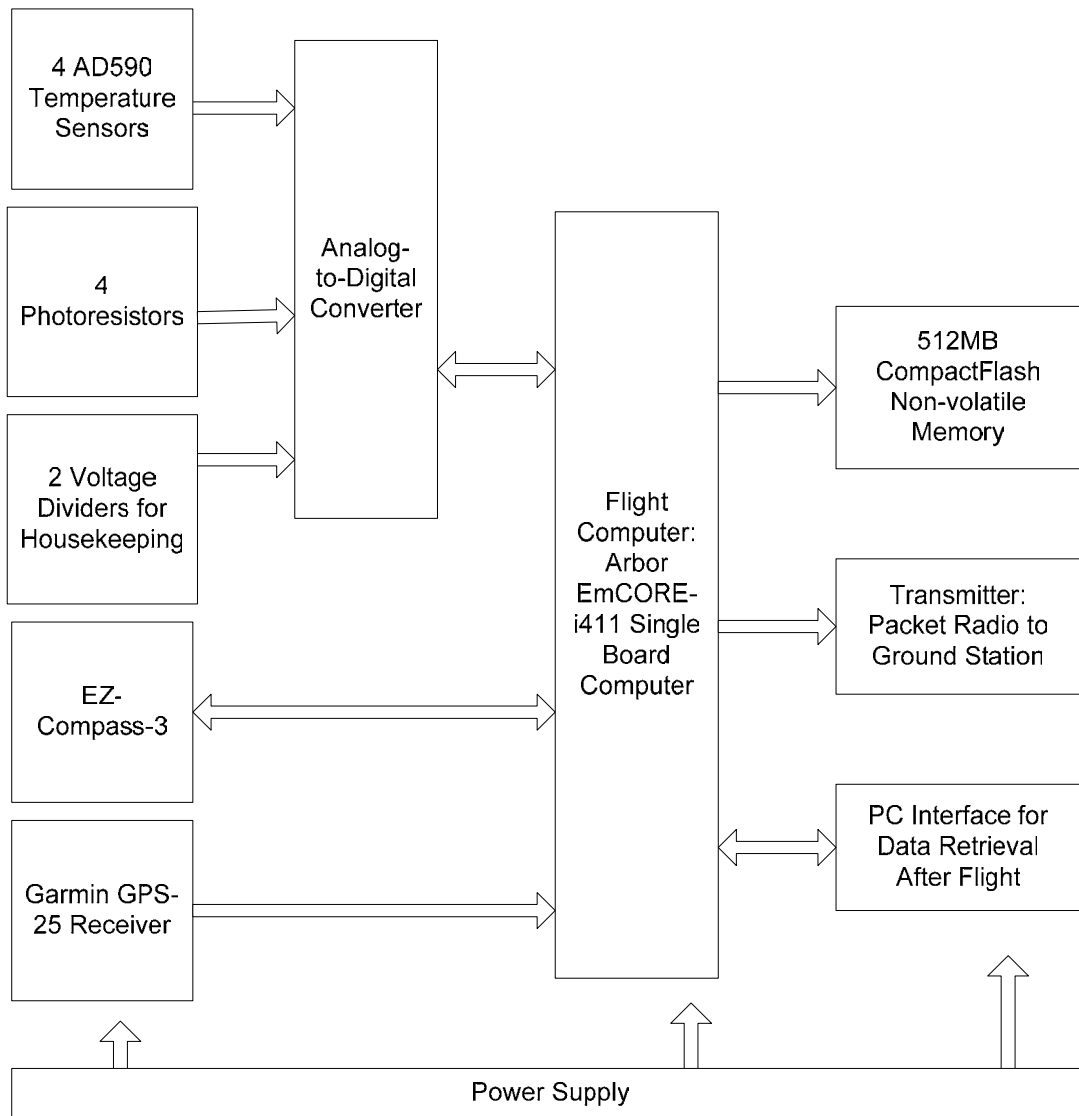 4 AD590
Temperature
Sensors
Analog-
to-Digital
Converter
4
Photoresistors
2 Voltage
Dividers for
Housekeeping
EZ-
Compass-3
Garmin GPS-
25 Receiver
Flight
Computer:
Arbor
EmCORE-
i411 Single
Board
Computer
512MB
CompactFlash
Non-volatile
Memory
Transmitter:
Packet Radio to
Ground Station
PC Interface for
Data Retrieval
After Flight
Power Supply